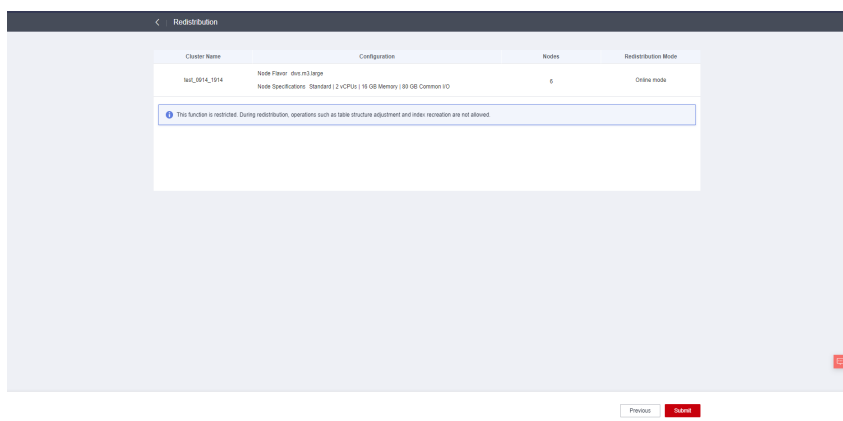 Redistribution
Cluster Name Configuration Nodes Redistribution Mode
test_0914_1914 Node Flavor dws.m3.large 6 Online mode
Node Specifications Standard | 2 vCPUs | 16 GB Memory | 80 GB Common I/O
This function is restricted. During redistribution, operations such as table structure adjustment and index recreation are not allowed.
Previous Submit